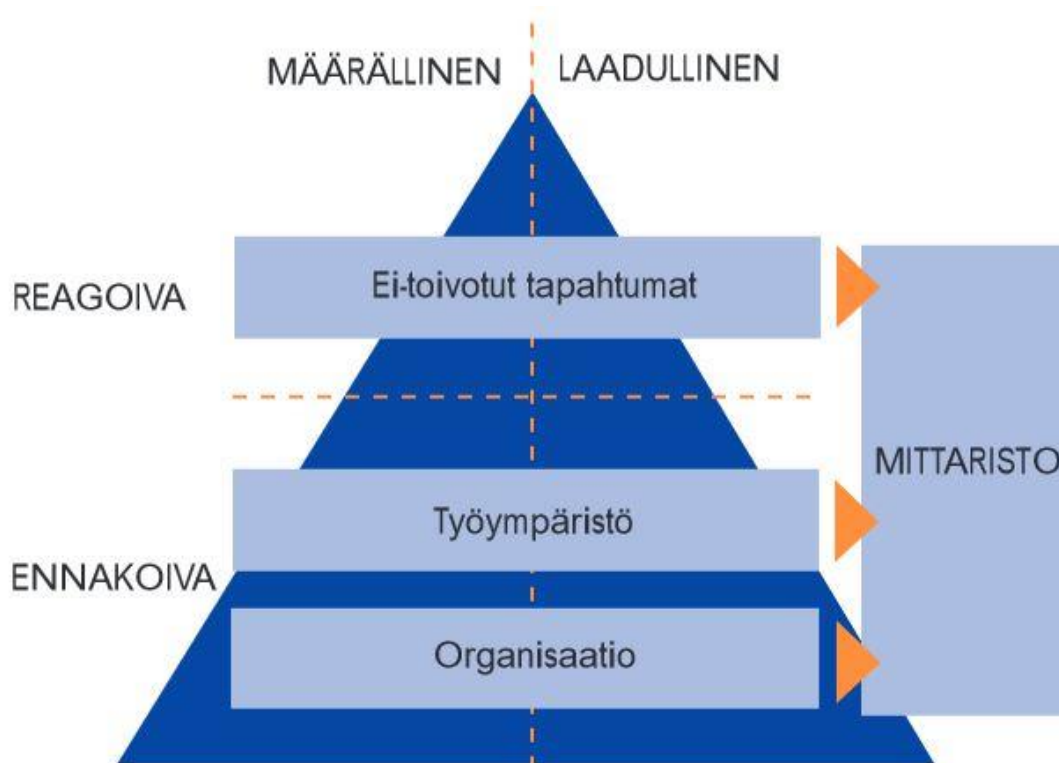 MÄÄRÄLLINEN
LAADULLINEN
REAGOIVA
Ei-toivotut tapahtumat
MITTARISTO
Työympäristö
ENNAKOIVA
Organisaatio